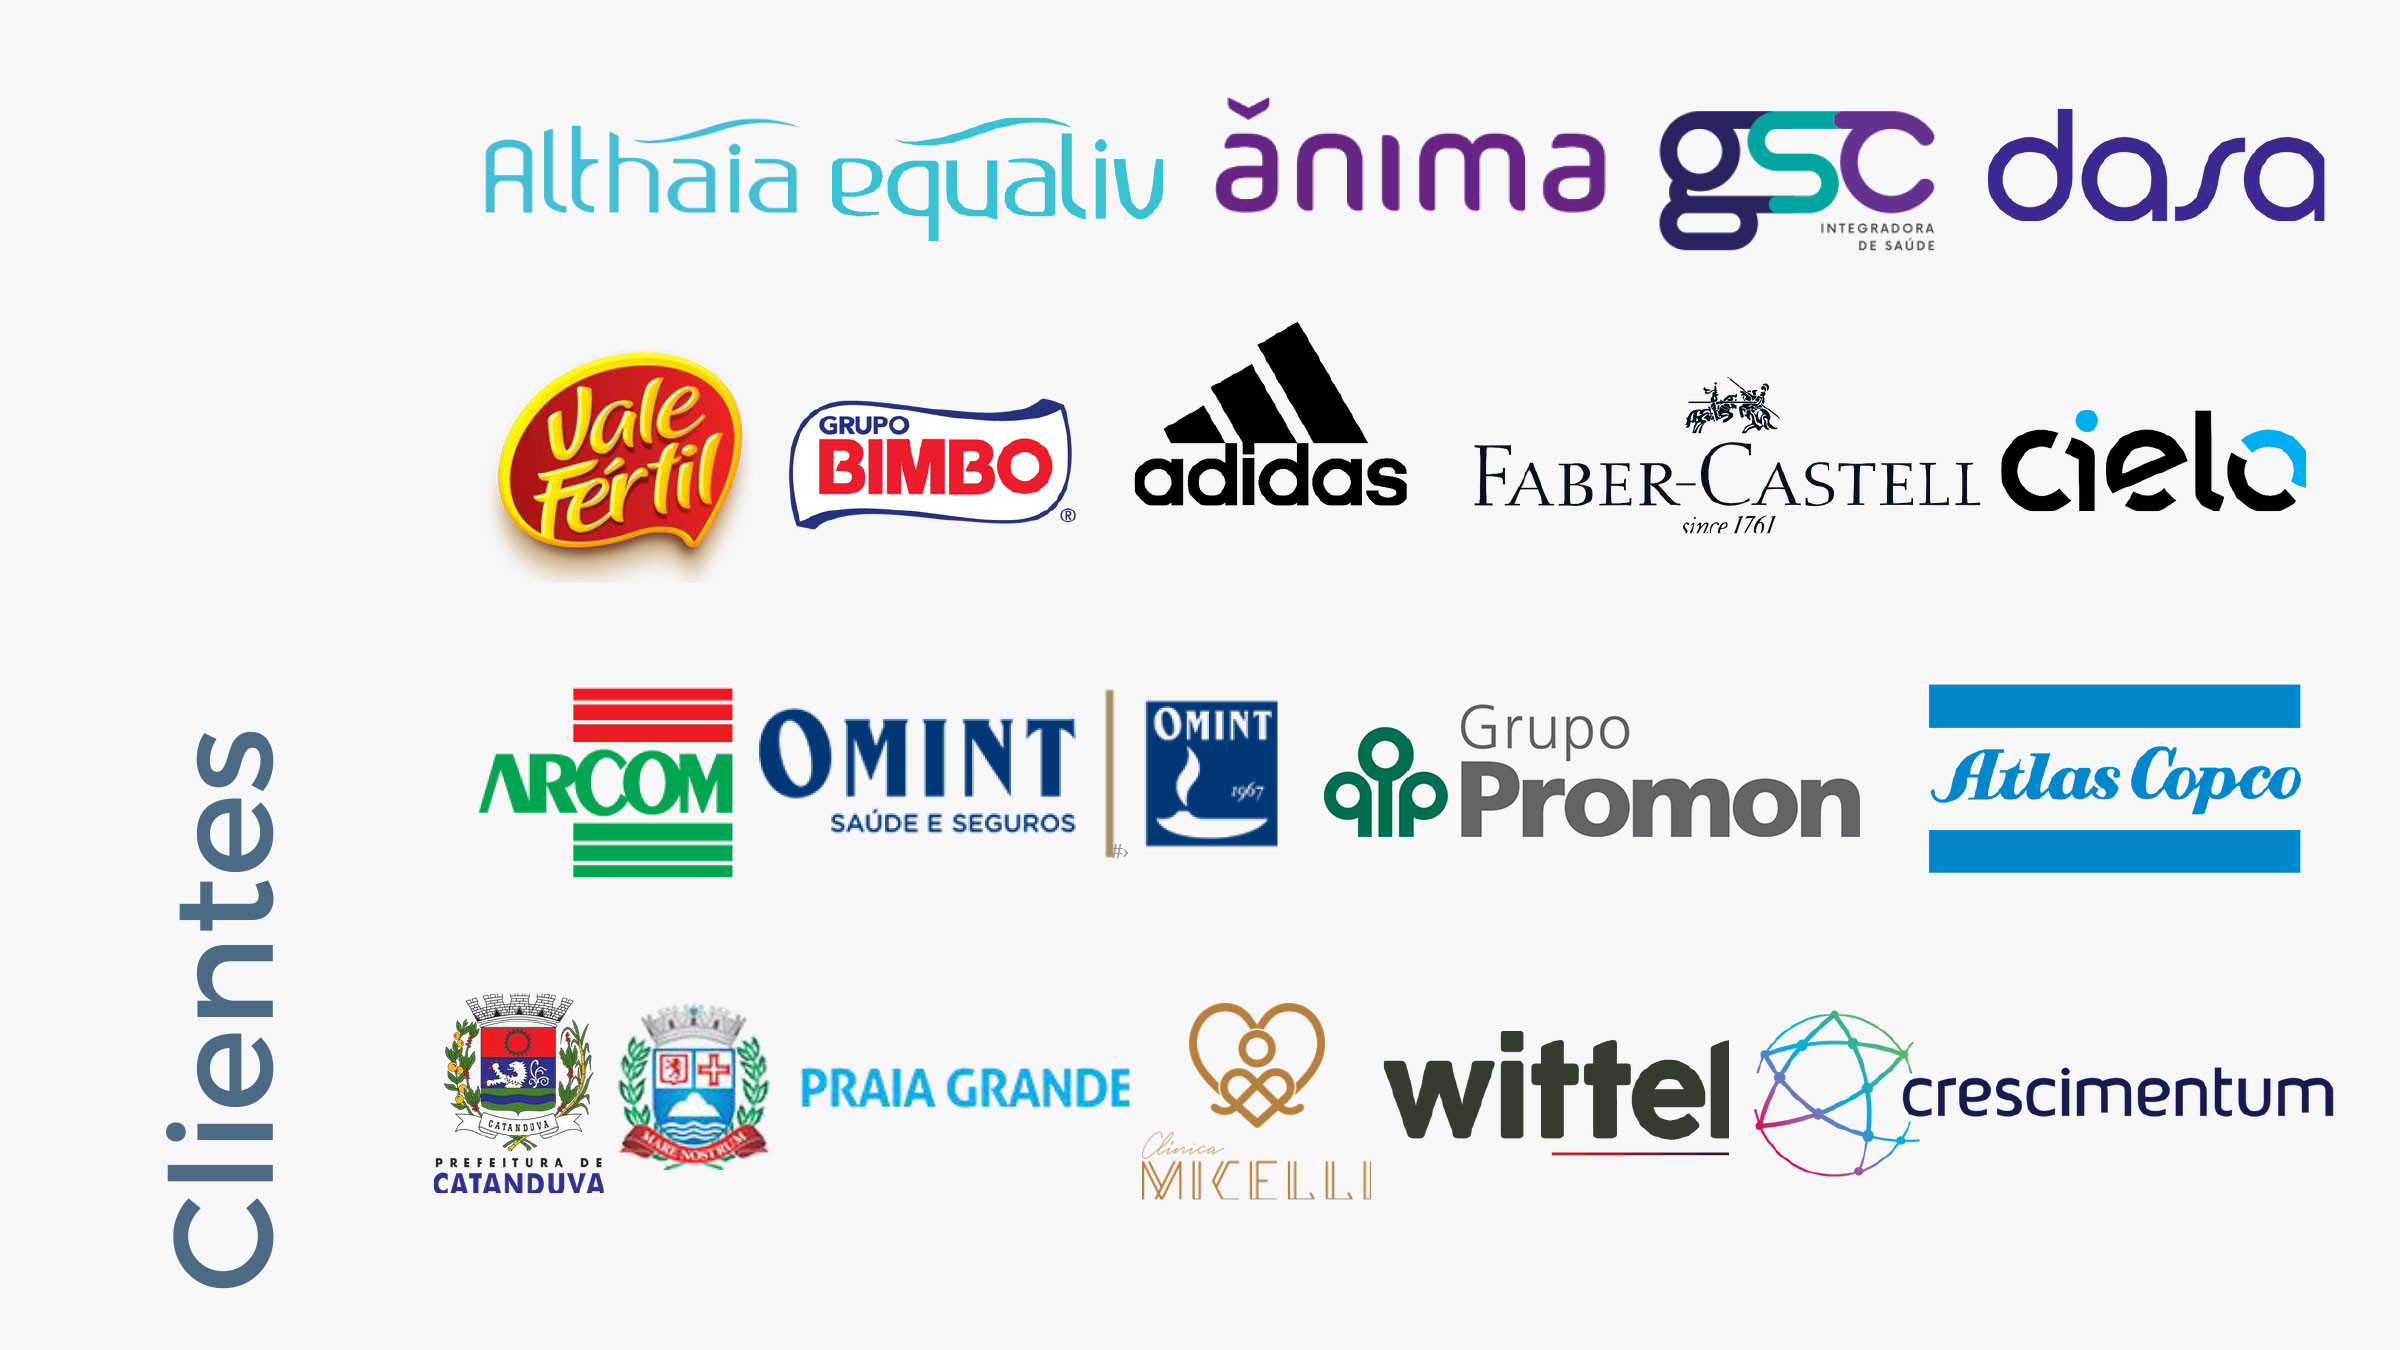 Clientes
Althaia
equaliv
ănıma
gsc
INTEGRADORA
DE SAÚDE
dasa
Vale
Fértil
GRUPO
BIMBO
®
adidas
FABER-CASTELL
since 1761
cielo
ARCOM
OMINT
SAÚDE E SEGUROS
#›
OMINT
1967
Grupo
Promon
Atlas Copco
CATANDUVA
PREFEITURA DE
CATANDUVA
MARE NOSTRUM
PRAIA GRANDE
Clínica
MICELLI
wittel
crescimentum